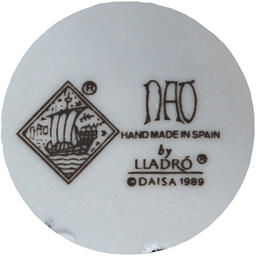 NAO
®
NAO
HAND MADE IN SPAIN
by
LLADRÓ ®
© DAISA 1989